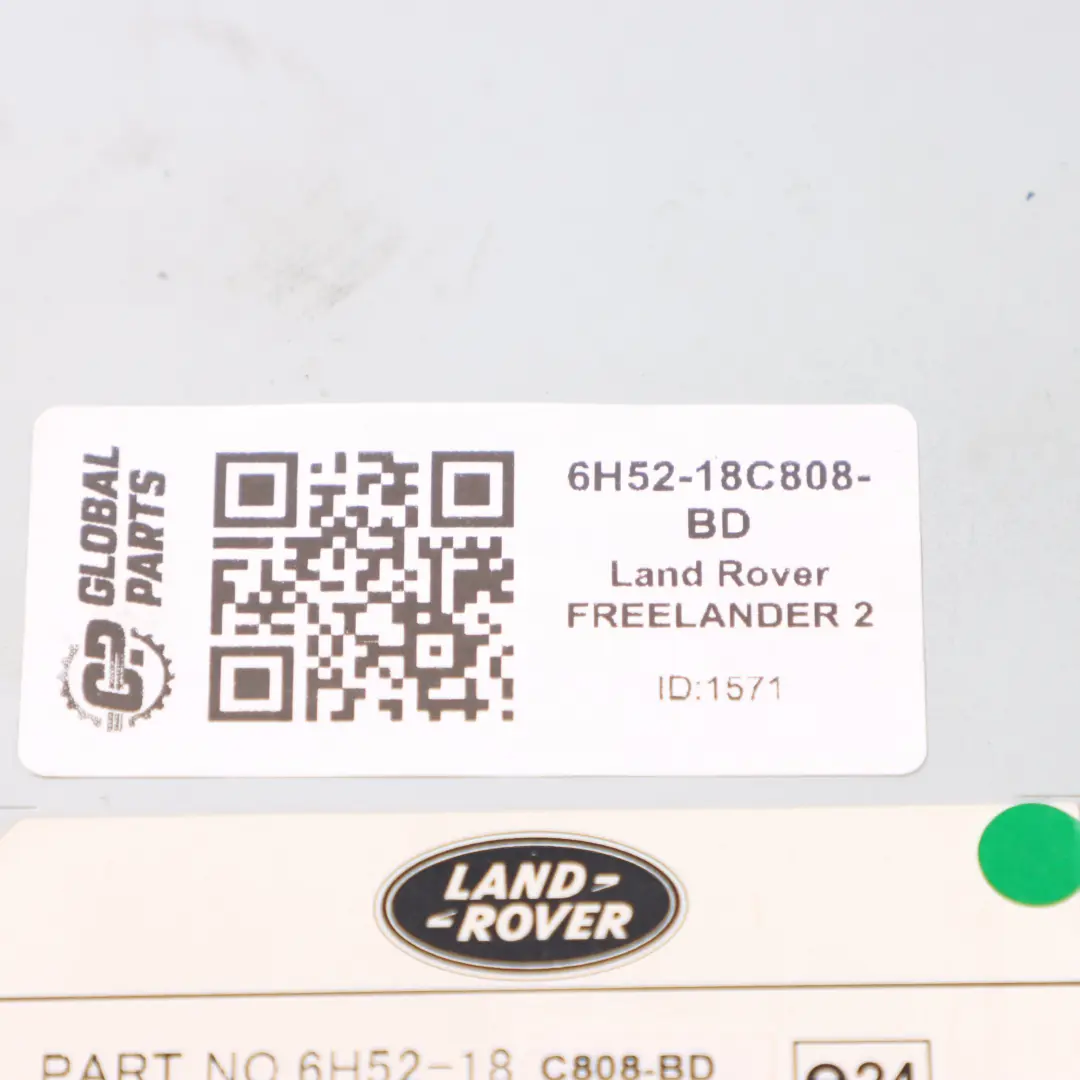 GLOBAL
PARTS
6H52-18C808-
BD
Land Rover
FREELANDER 2
ID:1571
LAND-
-ROVER
PART NO 6H52-18 C808-BD